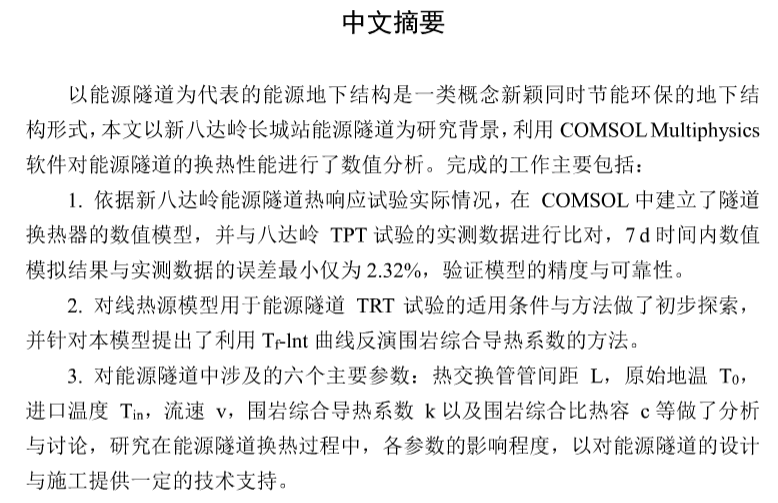 中文摘要
以能源隧道为代表的能源地下结构是一类概念新颖同时节能环保的地下结
构形式，本文以新八达岭长城站能源隧道为研究背景，利用 COMSOL Multiphysics
软件对能源隧道的换热性能进行了数值分析。完成的工作主要包括：
1. 依据新八达岭能源隧道热响应试验实际情况，在 COMSOL 中建立了隧道
换热器的数值模型，并与八达岭 TPT 试验的实测数据进行比对，7 d 时间内数值
模拟结果与实测数据的误差最小仅为 2.32%，验证模型的精度与可靠性。
2. 对线热源模型用于能源隧道 TRT 试验的适用条件与方法做了初步探索，
并针对本模型提出了利用 Tf-lnt 曲线反演围岩综合导热系数的方法。
3. 对能源隧道中涉及的六个主要参数：热交换管管间距 L，原始地温 T0，
进口温度 Tin，流速 v，围岩综合导热系数 k 以及围岩综合比热容 c 等做了分析
与讨论，研究在能源隧道换热过程中，各参数的影响程度，以对能源隧道的设计
与施工提供一定的技术支持。